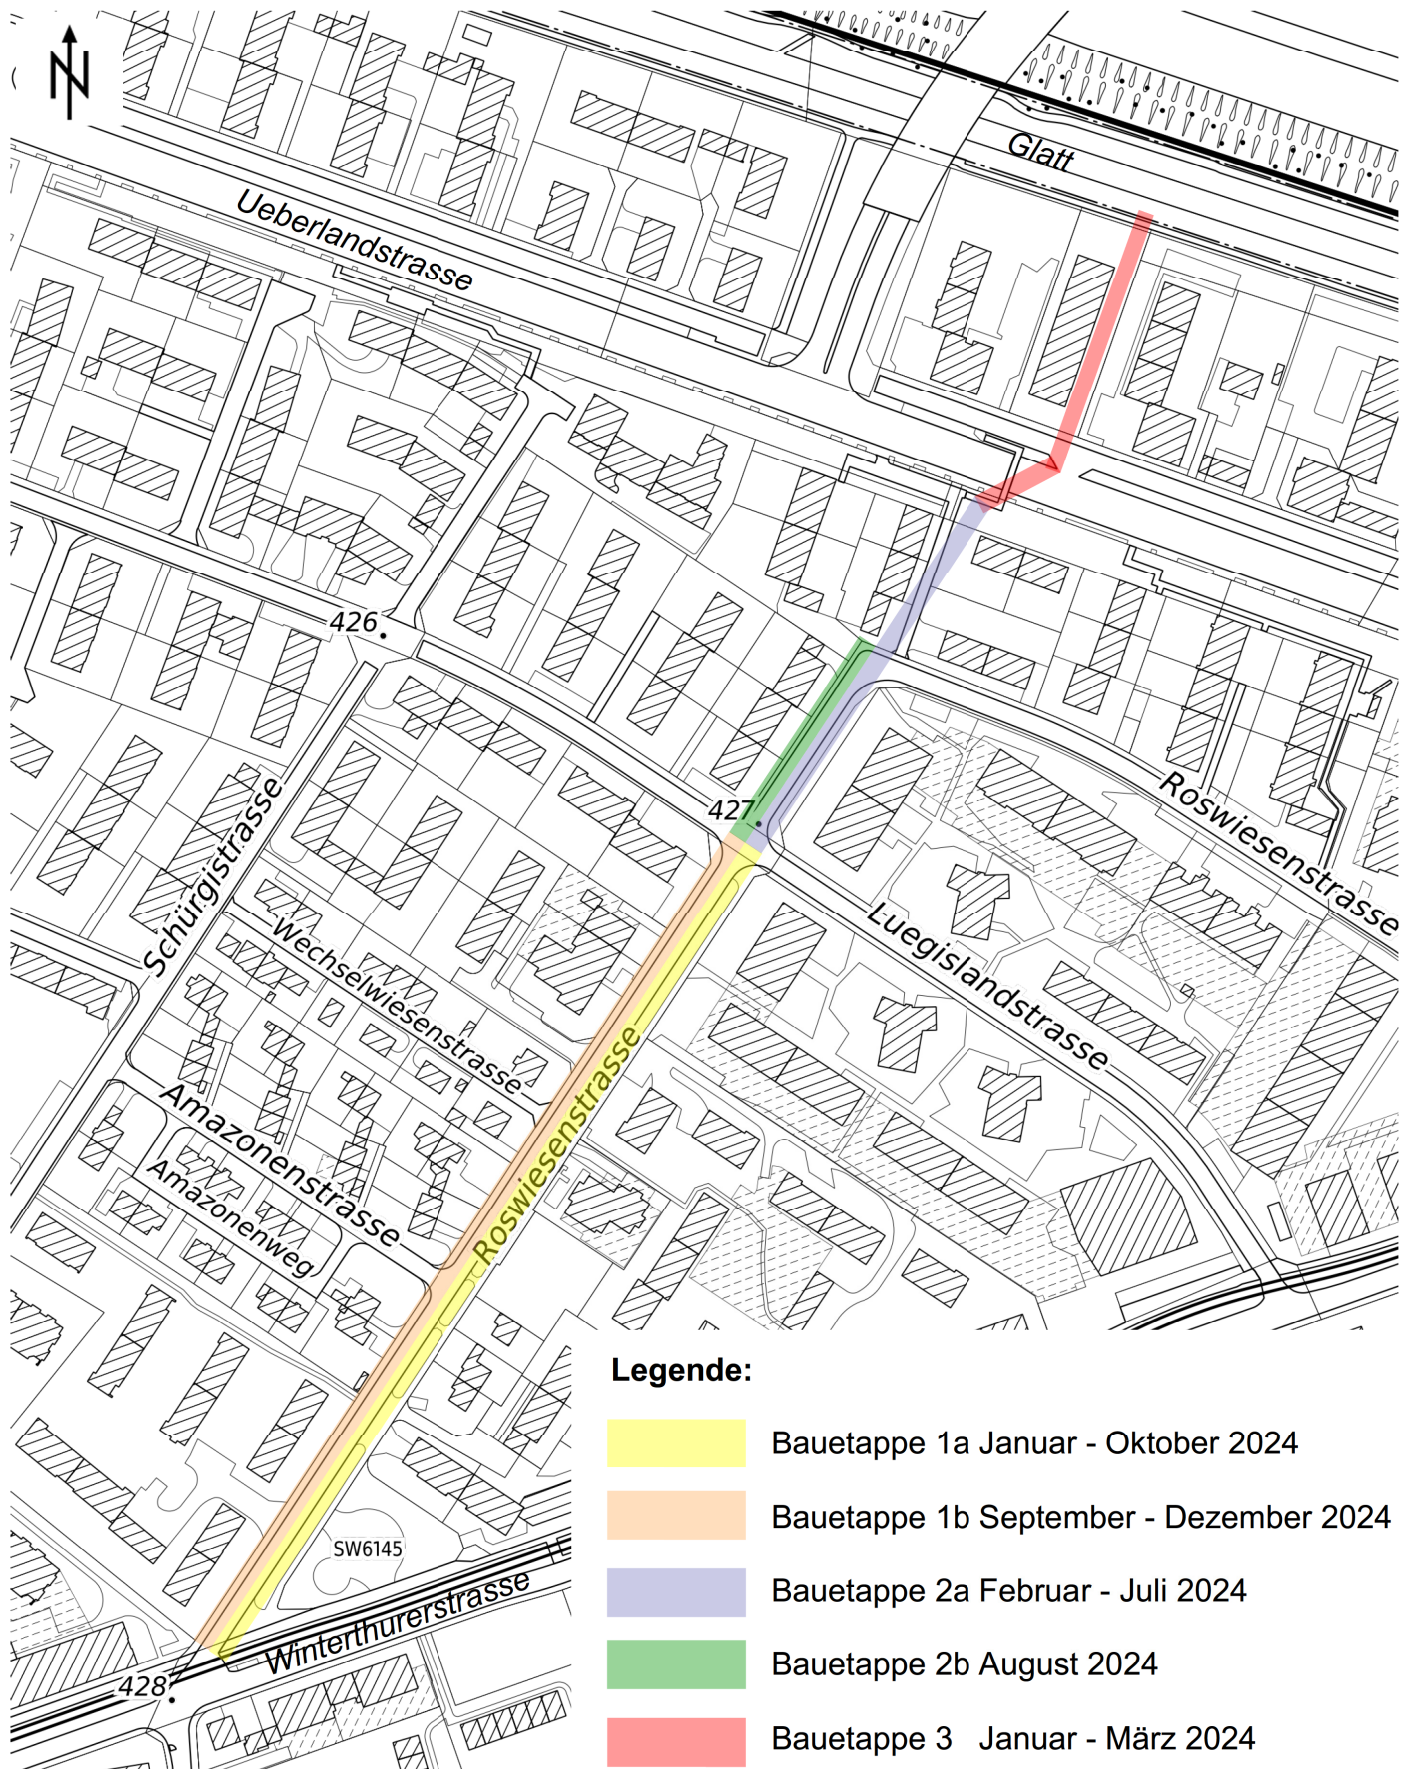 N
Glatt
Ueberlandstrasse
426
427
Roswiesenstrasse
Schürgistrasse
Luegislandstrasse
Wechselwiesenstrasse
Roswiesenstrasse
Amazonenstrasse
Amazonenweg
SW6145
Winterthurerstrasse
428
Legende:
Bauetappe 1a Januar - Oktober 2024
Bauetappe 1b September - Dezember 2024
Bauetappe 2a Februar - Juli 2024
Bauetappe 2b August 2024
Bauetappe 3 Januar - März 2024